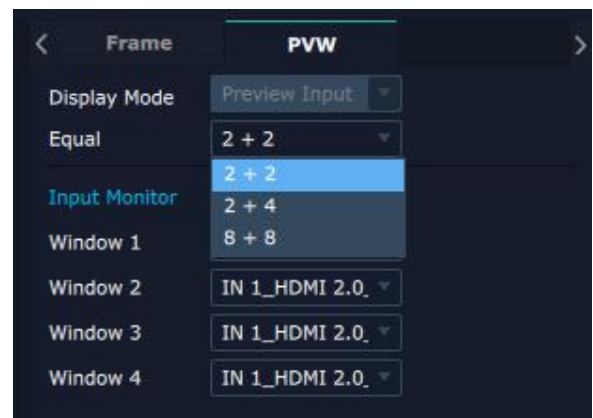 Frame PVW
Display Mode Preview Input
Equal 2 + 2
2 + 2
Input Monitor
2 + 4
Window 1 8 + 8
Window 2 IN 1_HDMI 2.0_
Window 3 IN 1_HDMI 2.0_
Window 4 IN 1_HDMI 2.0_